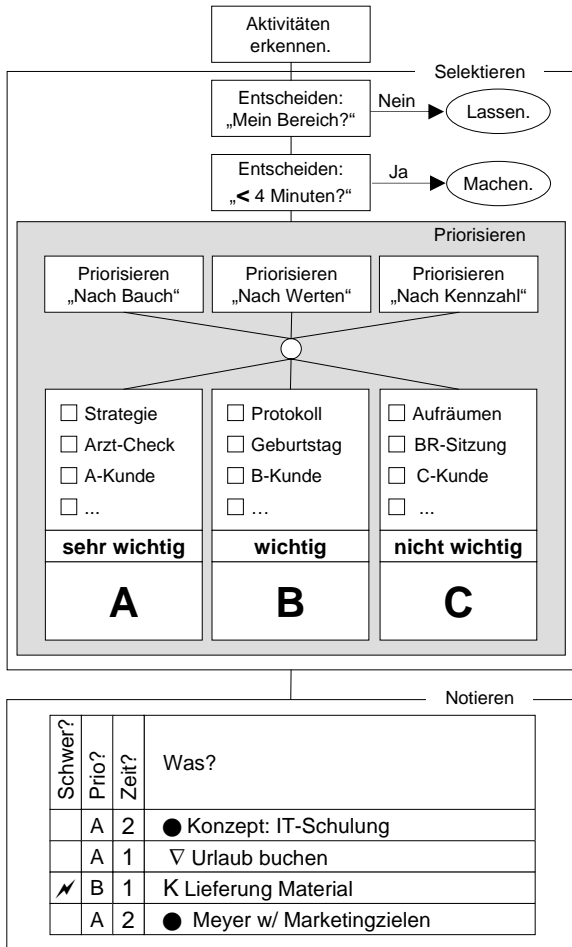 Aktivitäten
erkennen.
Selektieren
Entscheiden:
„Mein Bereich?“
Nein
Lassen.
Entscheiden:
„< 4 Minuten?“
Ja
Machen.
Priorisieren
Priorisieren
„Nach Bauch“
Priorisieren
„Nach Werten“
Priorisieren
„Nach Kennzahl“
Strategie
Arzt-Check
A-Kunde
...
sehr wichtig
A
Protokoll
Geburtstag
B-Kunde
...
wichtig
B
Aufräumen
BR-Sitzung
C-Kunde
...
nicht wichtig
C
Notieren
Schwer? Prio? Zeit? Was?
A 2 ● Konzept: IT-Schulung
A 1 ∇ Urlaub buchen
B 1 K Lieferung Material
A 2 ● Meyer w/ Marketingzielen